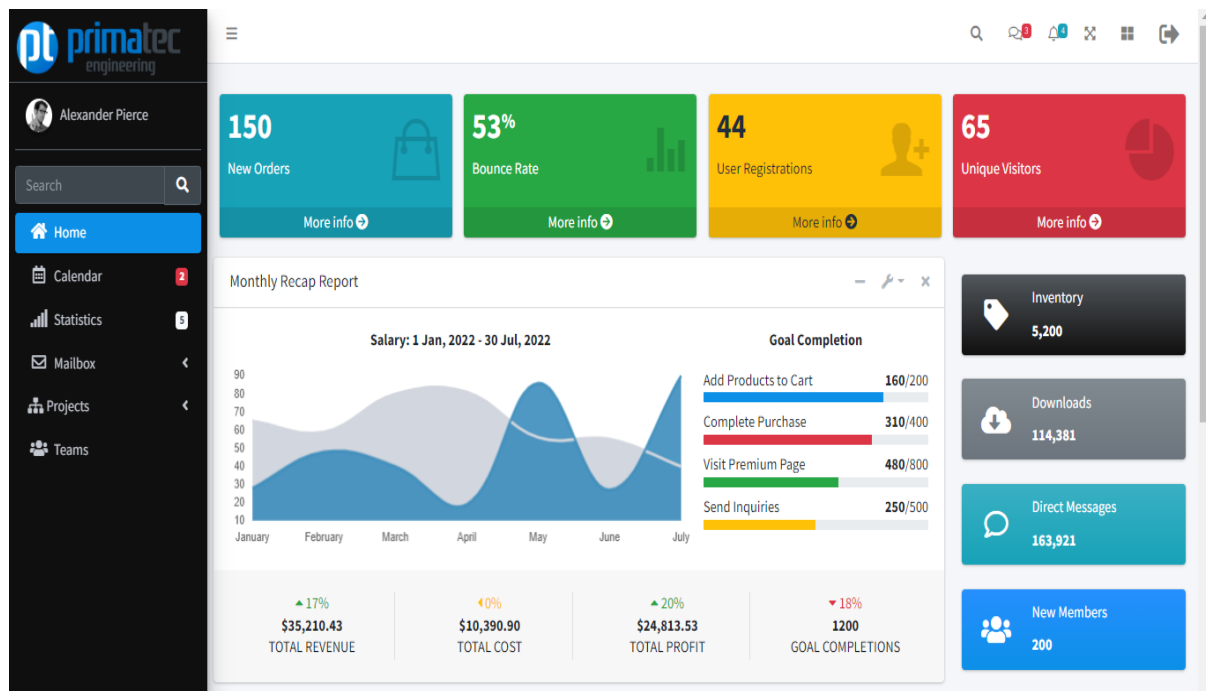 pt primatec
engineering
3
4
Alexander Pierce
Search
Home
Calendar 2
Statistics 5
Mailbox
Projects
Teams
150
New Orders
More info
53%
Bounce Rate
More info
44
User Registrations
More info
65
Unique Visitors
More info
Monthly Recap Report
Salary: 1 Jan, 2022 - 30 Jul, 2022
90
80
70
60
50
40
30
20
10
January February March April May June July
Goal Completion
Add Products to Cart 160/200
Complete Purchase 310/400
Visit Premium Page 480/800
Send Inquiries 250/500
17%
$35,210.43
TOTAL REVENUE
0%
$10,390.90
TOTAL COST
20%
$24,813.53
TOTAL PROFIT
18%
1200
GOAL COMPLETIONS
Inventory
5,200
Downloads
114,381
Direct Messages
163,921
New Members
200